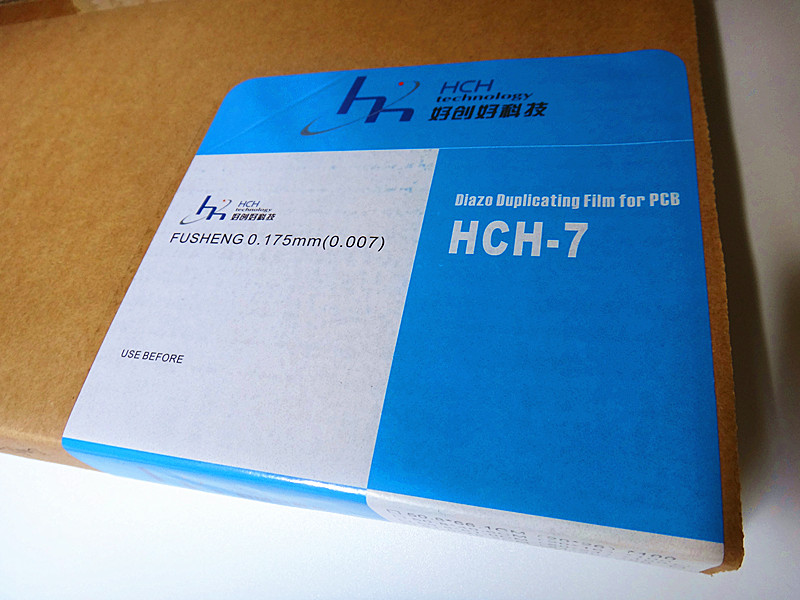 HCH
technology
好创好科技
HCH
technology
好创好科技
FUSHENG 0.175mm(0.007)
USE BEFORE
Diazo Duplicating Film for PCB
HCH-7